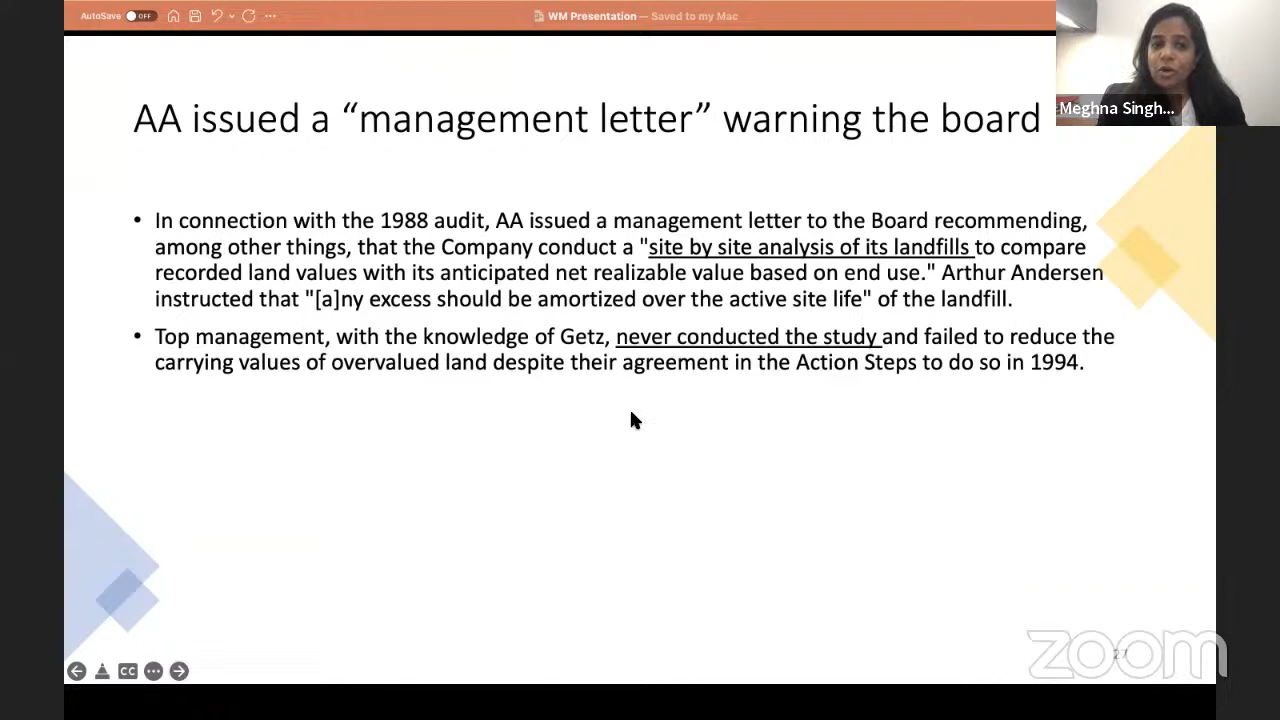 AutoSave OFF
WM Presentation — Saved to my Mac
Meghna Singh...
AA issued a “management letter” warning the board
• In connection with the 1988 audit, AA issued a management letter to the Board recommending,
among other things, that the Company conduct a "site by site analysis of its landfills to compare
recorded land values with its anticipated net realizable value based on end use." Arthur Andersen
instructed that "[a]ny excess should be amortized over the active site life" of the landfill.
• Top management, with the knowledge of Getz, never conducted the study and failed to reduce the
carrying values of overvalued land despite their agreement in the Action Steps to do so in 1994.
CC
27
zoom